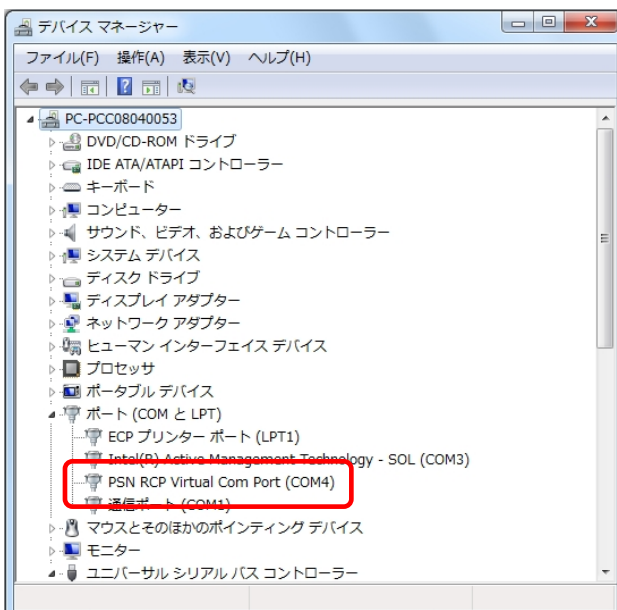 デバイス マネージャー
ファイル(F) 操作(A) 表示(V) ヘルプ(H)
PC-PCC08040053
DVD/CD-ROM ドライブ
IDE ATA/ATAPI コントローラー
キーボード
コンピューター
サウンド、ビデオ、およびゲーム コントローラー
システム デバイス
ディスク ドライブ
ディスプレイ アダプター
ネットワーク アダプター
ヒューマン インターフェイス デバイス
プロセッサ
ポータブル デバイス
ポート (COM と LPT)
ECP プリンター ポート (LPT1)
Intel(R) Active Management Technology - SOL (COM3)
PSN RCP Virtual Com Port (COM4)
通信ポート (COM1)
マウスとそのほかのポインティング デバイス
モニター
ユニバーサル シリアル バス コントローラー